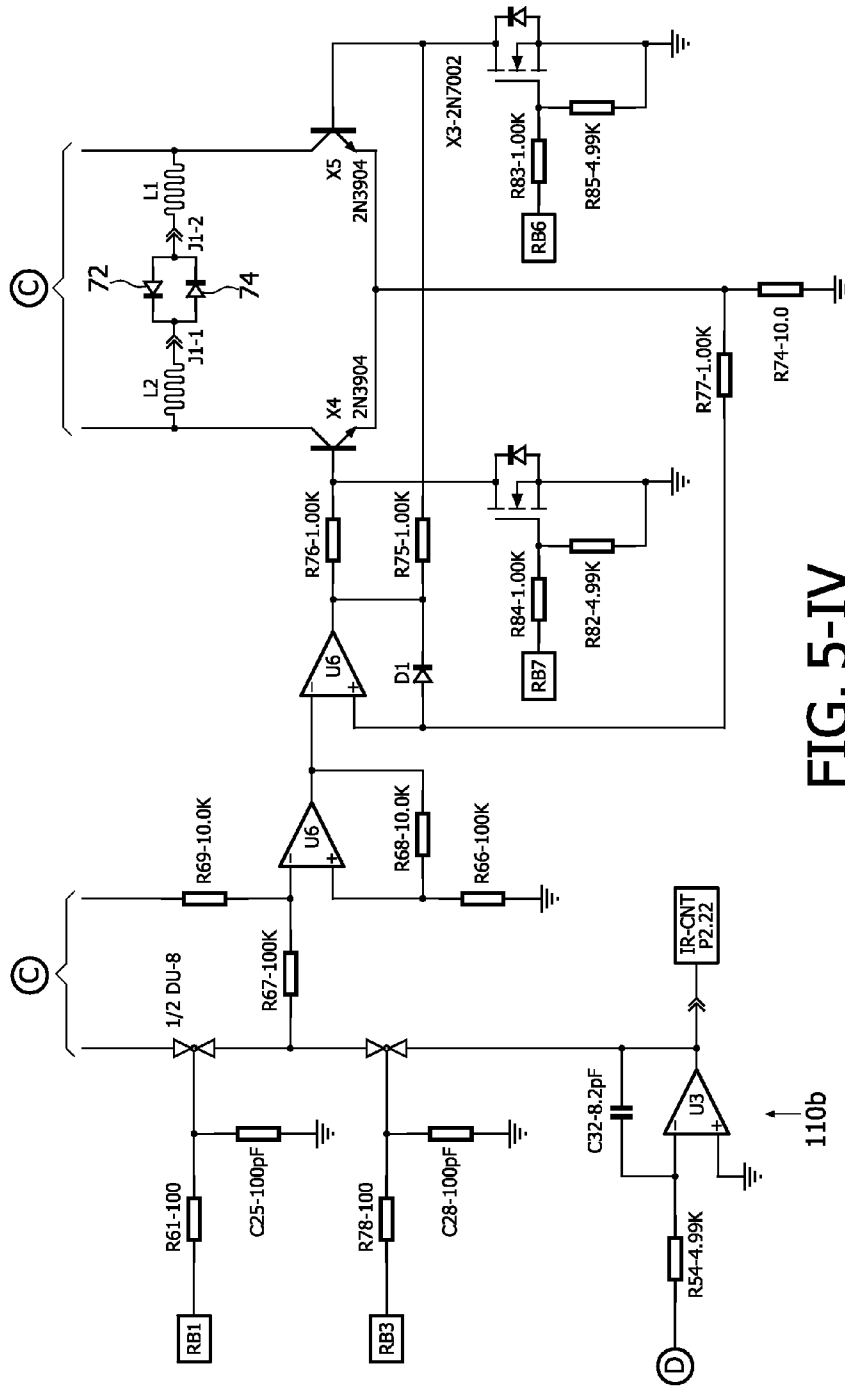 C
C
72
74
L2
J1-1
J1-2
L1
X4
2N3904
X5
2N3904
R76-1.00K
R75-1.00K
X3-2N7002
R83-1.00K
RB6
R85-4.99K
R84-1.00K
RB7
R82-4.99K
R77-1.00K
R74-10.0
U6
−
+
D1
R69-10.0K
U6
−
+
R68-10.0K
R66-100K
1/2 DU-8
R67-100K
R61-100
RB1
C25-100pF
R78-100
RB3
C28-100pF
C32-8.2pF
IR-CNT
P2.22
U3
−
+
R54-4.99K
D
110b
FIG. 5-IV